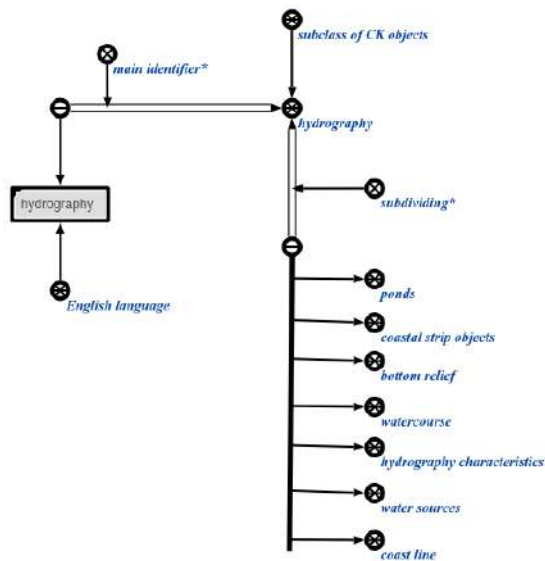 subclass of CK objects
main identifier*
hydrography
hydrography
subdividing*
English language
ponds
coastal strip objects
bottom relief
watercourse
hydrography characteristics
water sources
coast line